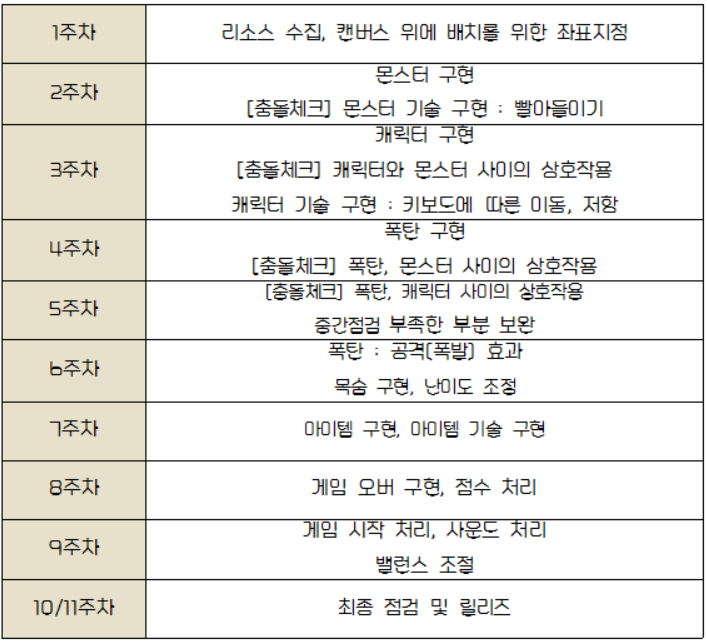 1주차
리소스 수집, 캔버스 위에 배치를 위한 좌표지정
2주차
몬스터 구현
[충돌체크] 몬스터 기술 구현 : 빨아들이기
3주차
캐릭터 구현
[충돌체크] 캐릭터와 몬스터 사이의 상호작용
캐릭터 기술 구현 : 키보드에 따른 이동, 저항
4주차
폭탄 구현
[충돌체크] 폭탄, 몬스터 사이의 상호작용
5주차
[충돌체크] 폭탄, 캐릭터 사이의 상호작용
중간점검 부족한 부분 보완
6주차
폭탄 : 공격(폭발) 효과
목숨 구현, 난이도 조정
7주차
아이템 구현, 아이템 기술 구현
8주차
게임 오버 구현, 점수 처리
9주차
게임 시작 처리, 사운드 처리
밸런스 조절
10/11주차
최종 점검 및 릴리즈